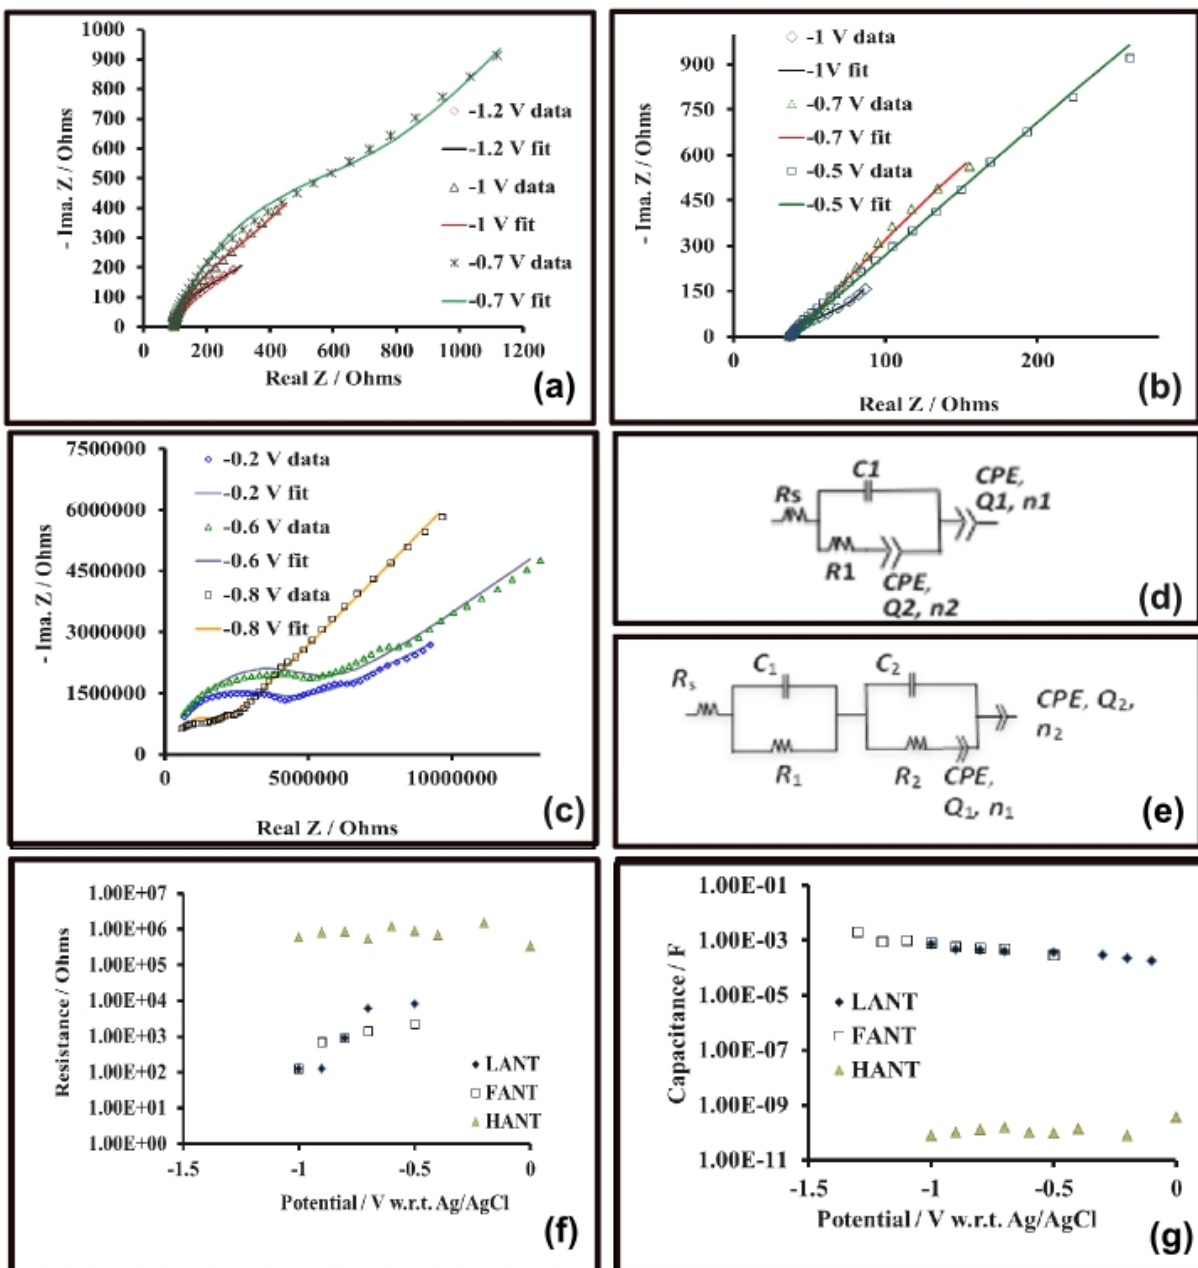 1000
900
800
700
600
500
400
300
200
100
0
- Ima. Z / Ohms
-1.2 V data
-1.2 V fit
-1 V data
-1 V fit
-0.7 V data
-0.7 V fit
0 200 400 600 800 1000 1200
Real Z / Ohms
(a)
900
750
600
450
300
150
0
- Ima. Z / Ohms
-1 V data
-1V fit
-0.7 V data
-0.7 V fit
-0.5 V data
-0.5 V fit
0 100 200
Real Z / Ohms
(b)
7500000
6000000
4500000
3000000
1500000
0
- Ima. Z / Ohms
-0.2 V data
-0.2 V fit
-0.6 V data
-0.6 V fit
-0.8 V data
-0.8 V fit
0 5000000 10000000
Real Z / Ohms
(c)
C1
CPE,
Rs
Q1, n1
R1
CPE,
Q2, n2
(d)
C1
C2
Rs
CPE, Q2,
n2
R1
R2
CPE,
Q1, n1
(e)
1.00E+07
1.00E+06
1.00E+05
1.00E+04
1.00E+03
1.00E+02
1.00E+01
1.00E+00
Resistance / Ohms
LANT
FANT
HANT
-1.5 -1 -0.5 0
Potential / V w.r.t. Ag/AgCl
(f)
1.00E-01
1.00E-03
1.00E-05
1.00E-07
1.00E-09
1.00E-11
Capacitance / F
LANT
FANT
HANT
-1.5 -1 -0.5 0
Potential / V w.r.t. Ag/AgCl
(g)